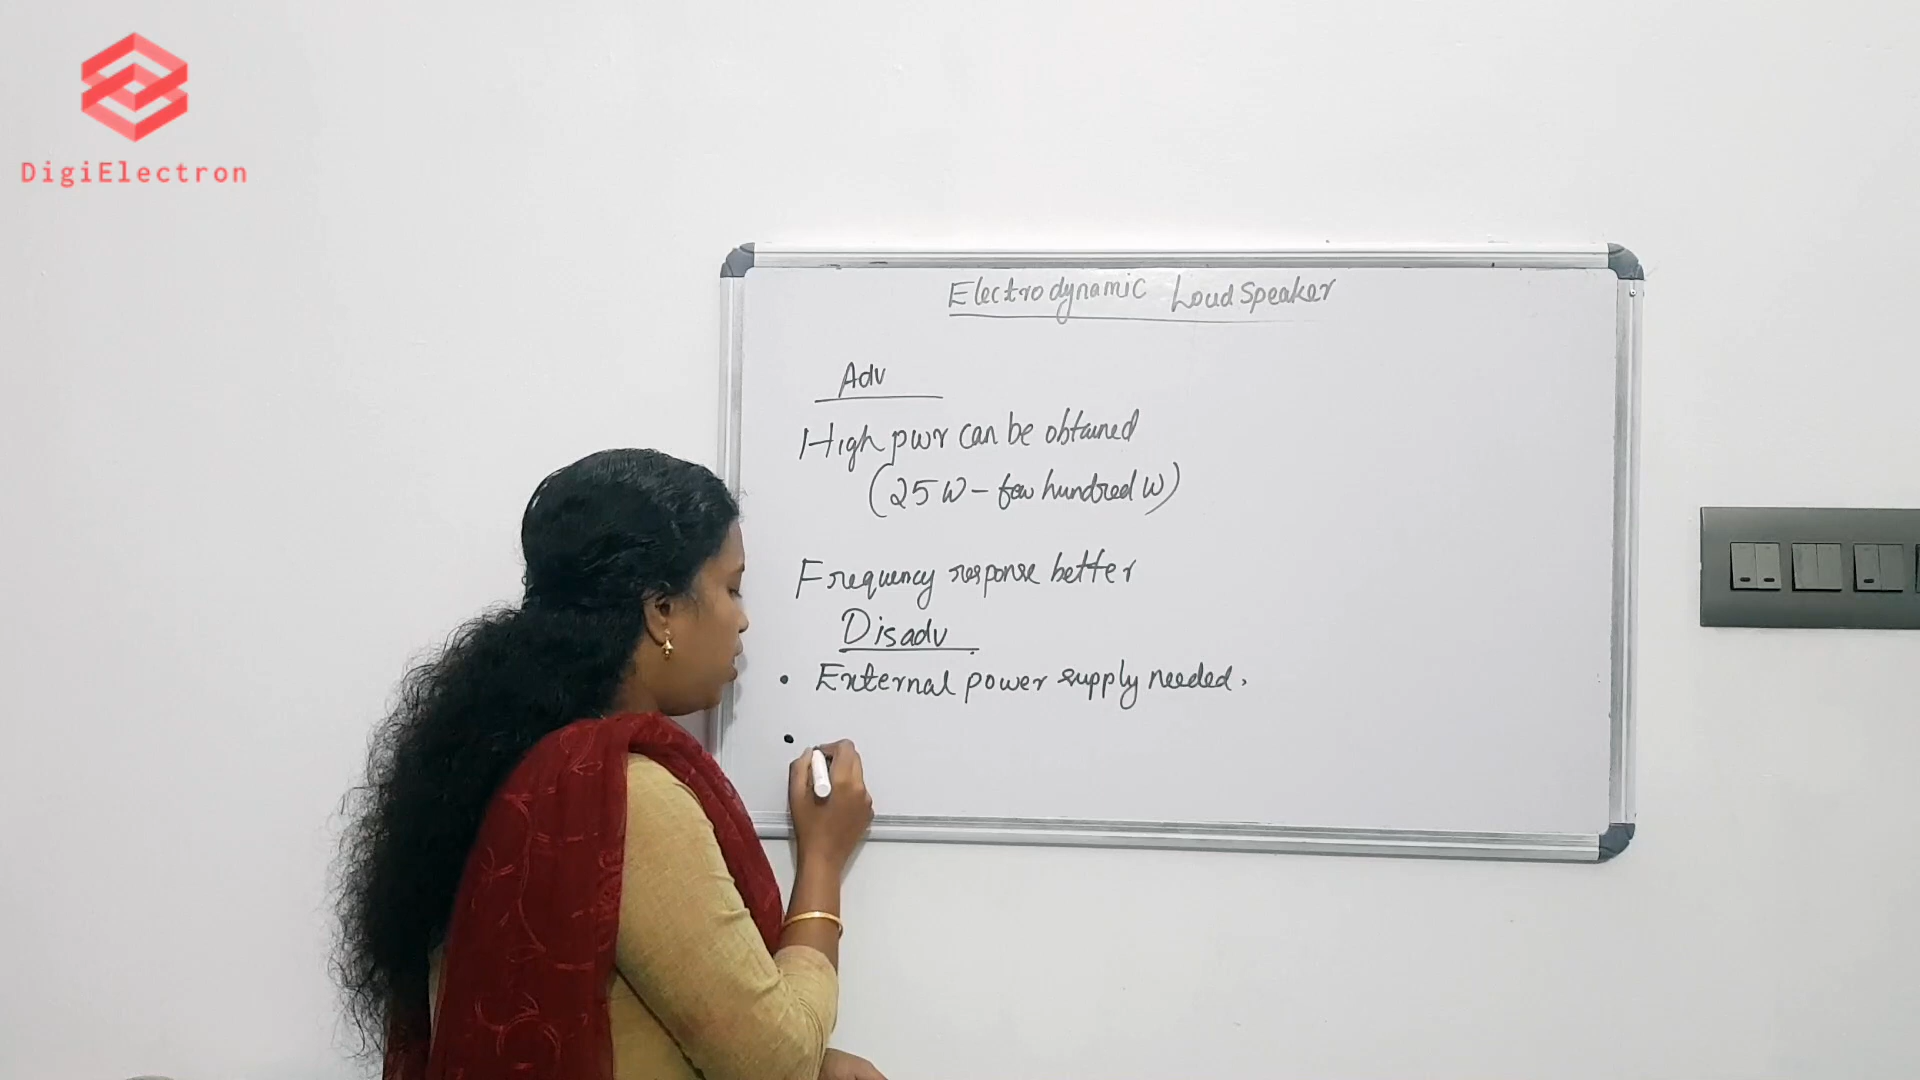 DigiElectron
Electrodynamic Loud Speaker
Adv
High pwr can be obtained
(25 W - few hundred W)
Frequency response better
Disadv
• External power supply needed.
•